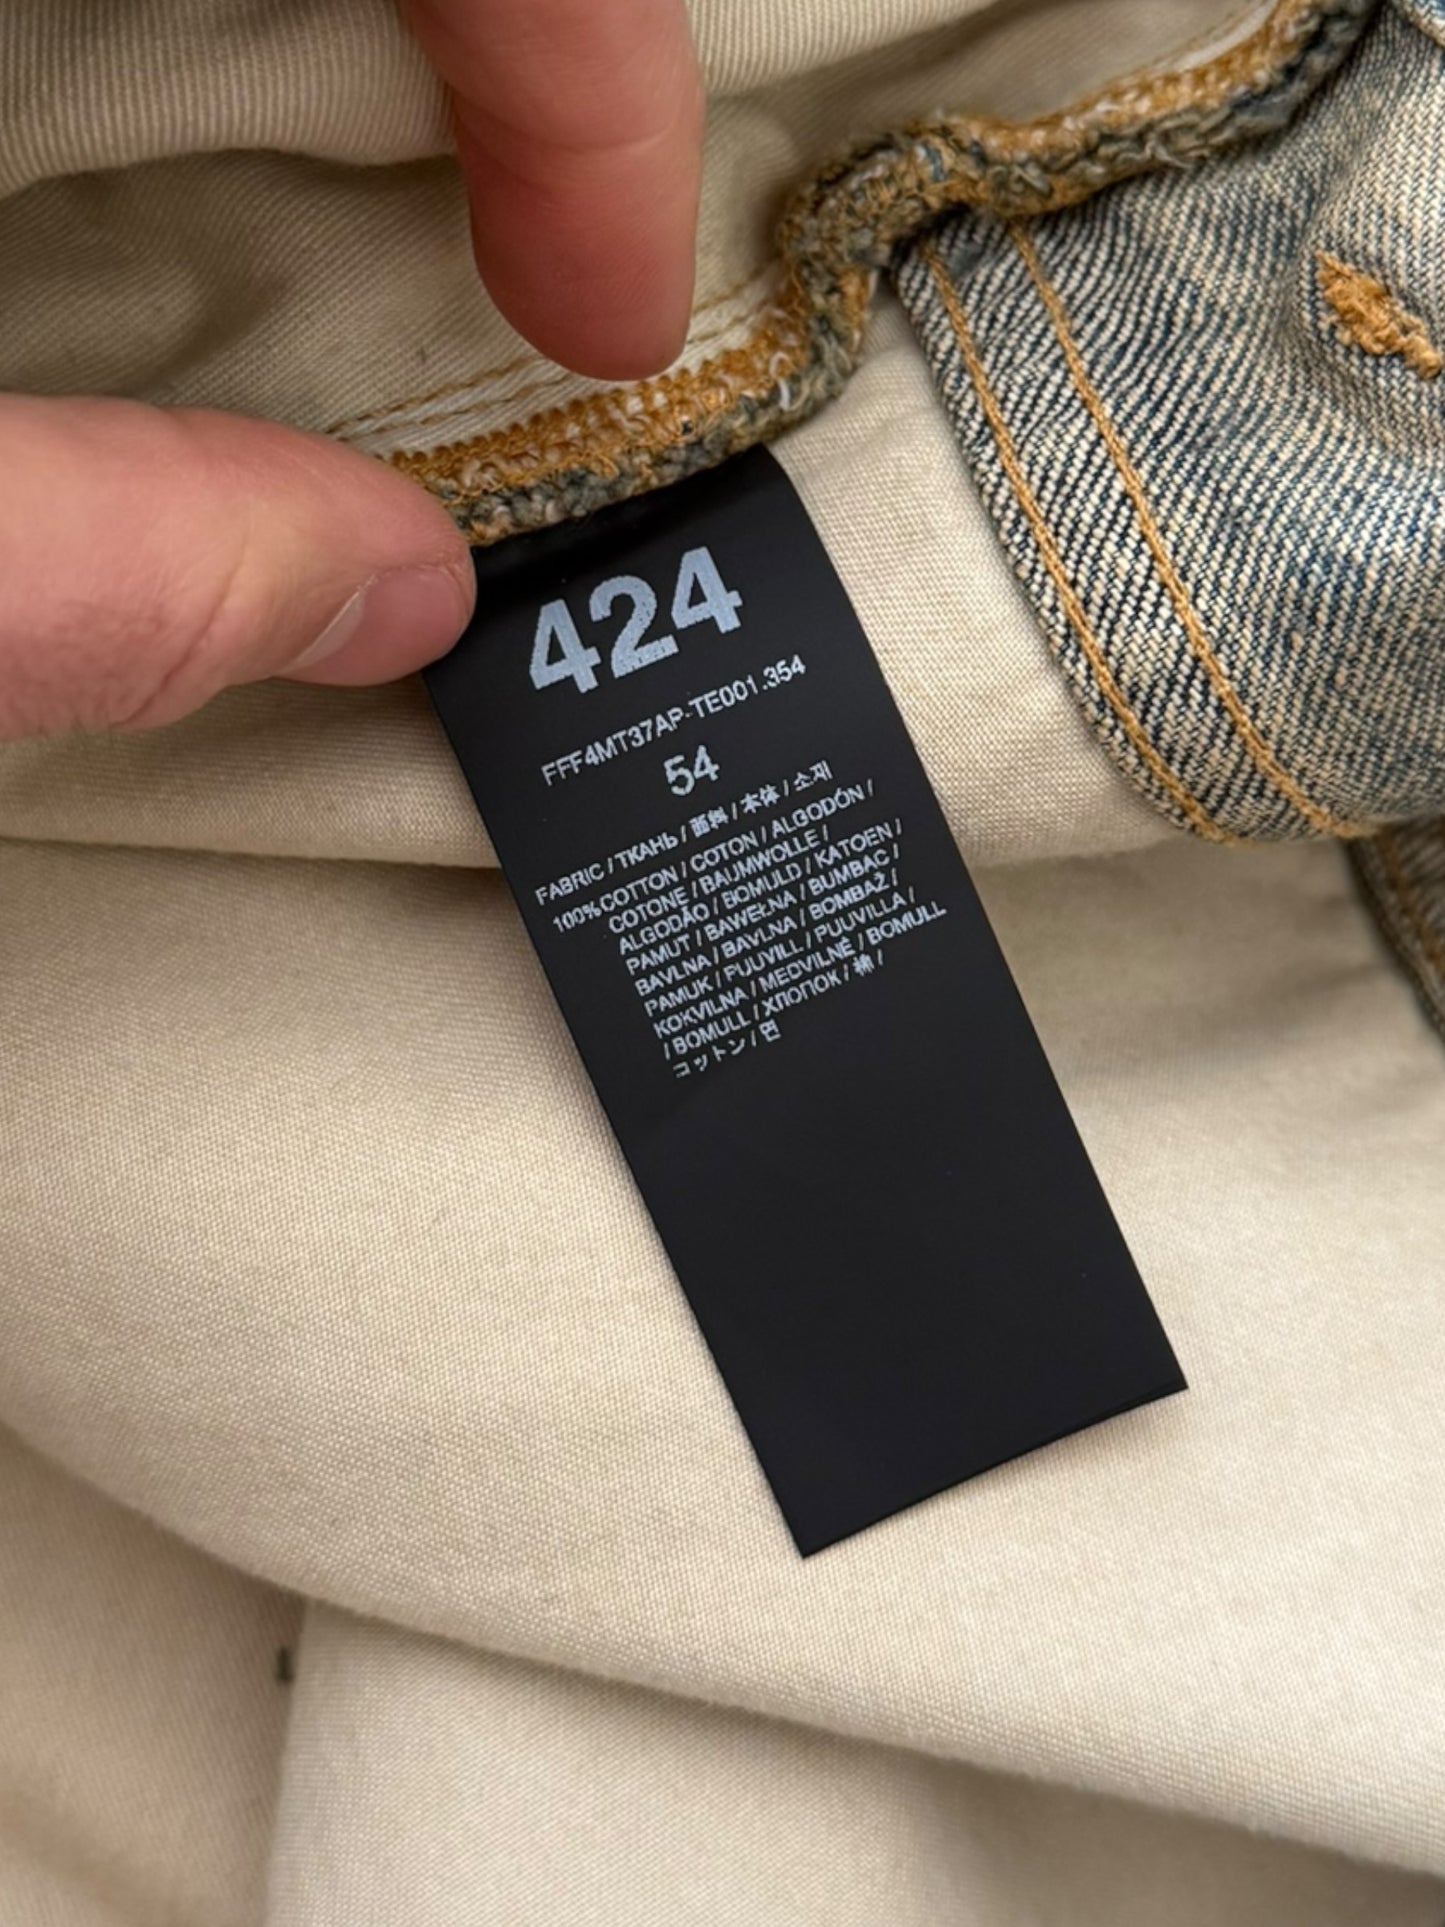 424
FFF4MT37AP-TE001.354
54
FABRIC / ТКАНЬ / 面料 / 本体 / 소재
100%COTTON / COTON / ALGODÓN /
COTONE / BAUMWOLLE /
ALGODÃO / BOMULD / KATOEN /
PAMUT / BAWEŁNA / BUMBAC /
BAVLNA / BAVLNA / BOMBAŽ /
PAMUK / PUUVILL / PUUVILLA /
KOKVILNA / MEDVILNĖ / BOMULL
/ BOMULL / ХЛОПОК / 棉 /
コットン / 면